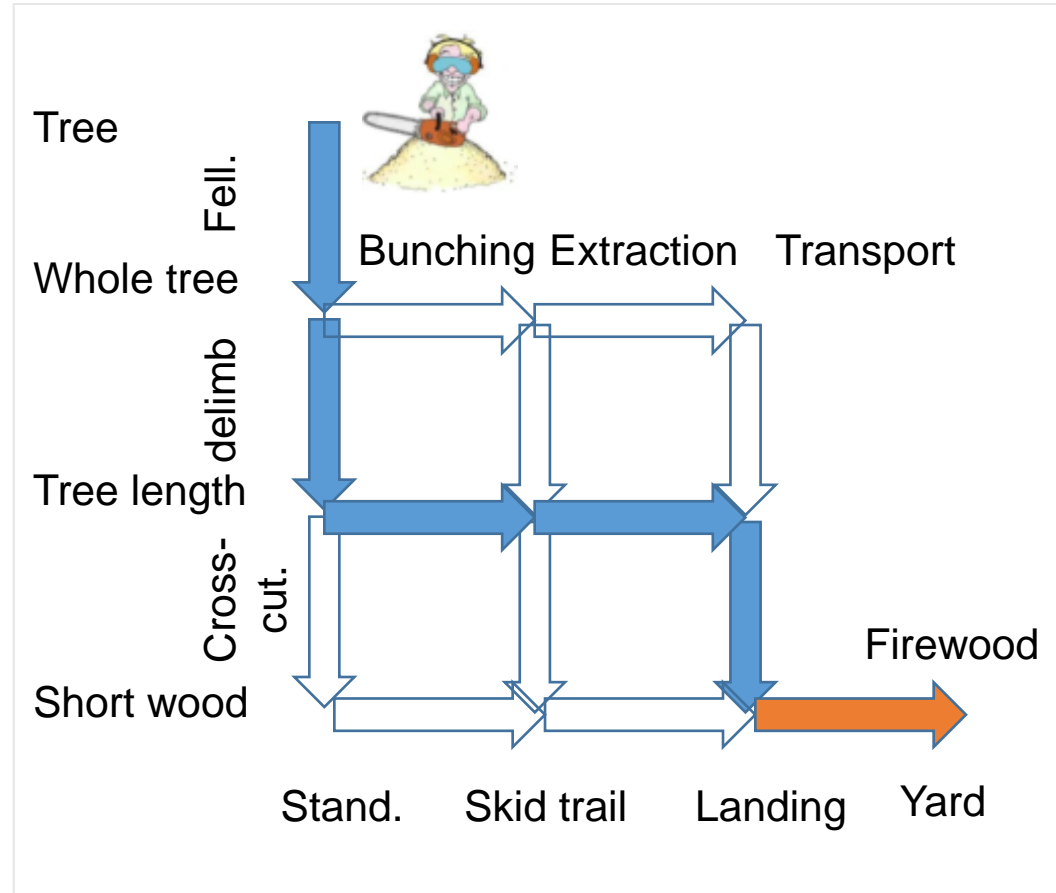 Tree
Fell.
Bunching Extraction Transport
Whole tree
delimb
Tree length
Cross-
cut.
Firewood
Short wood
Stand. Skid trail Landing Yard